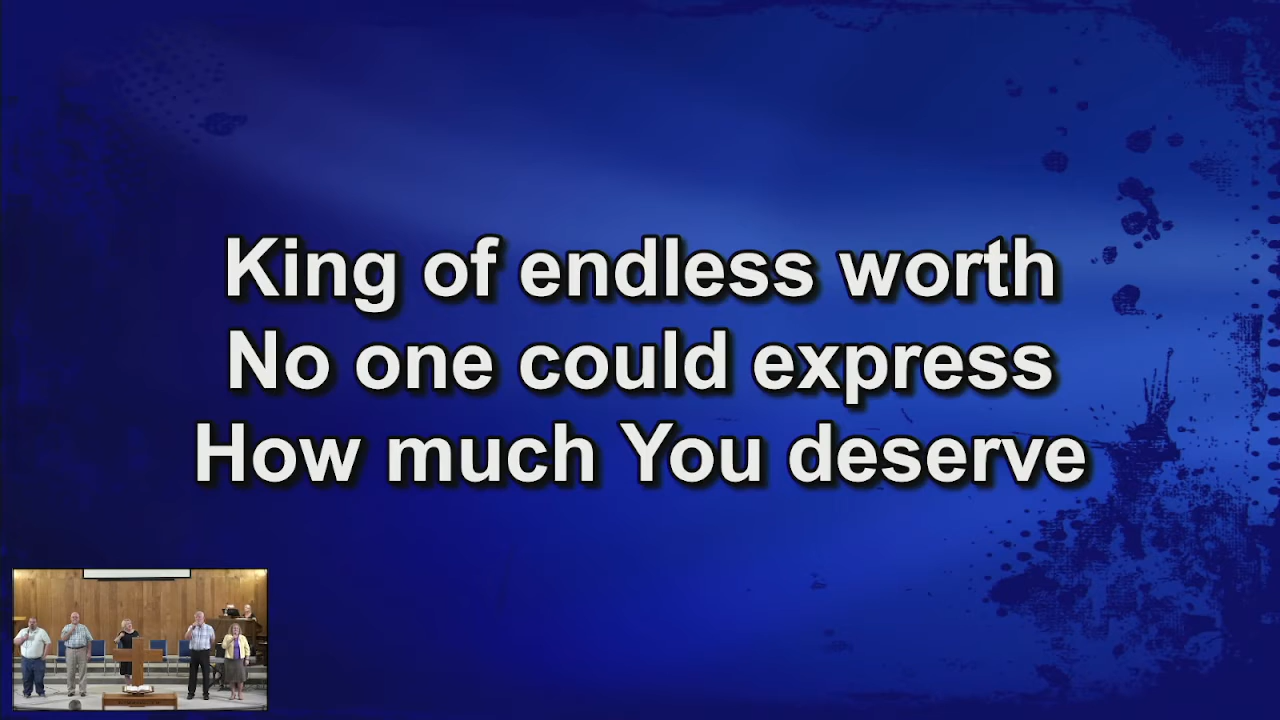 King of endless worth
No one could express
How much You deserve